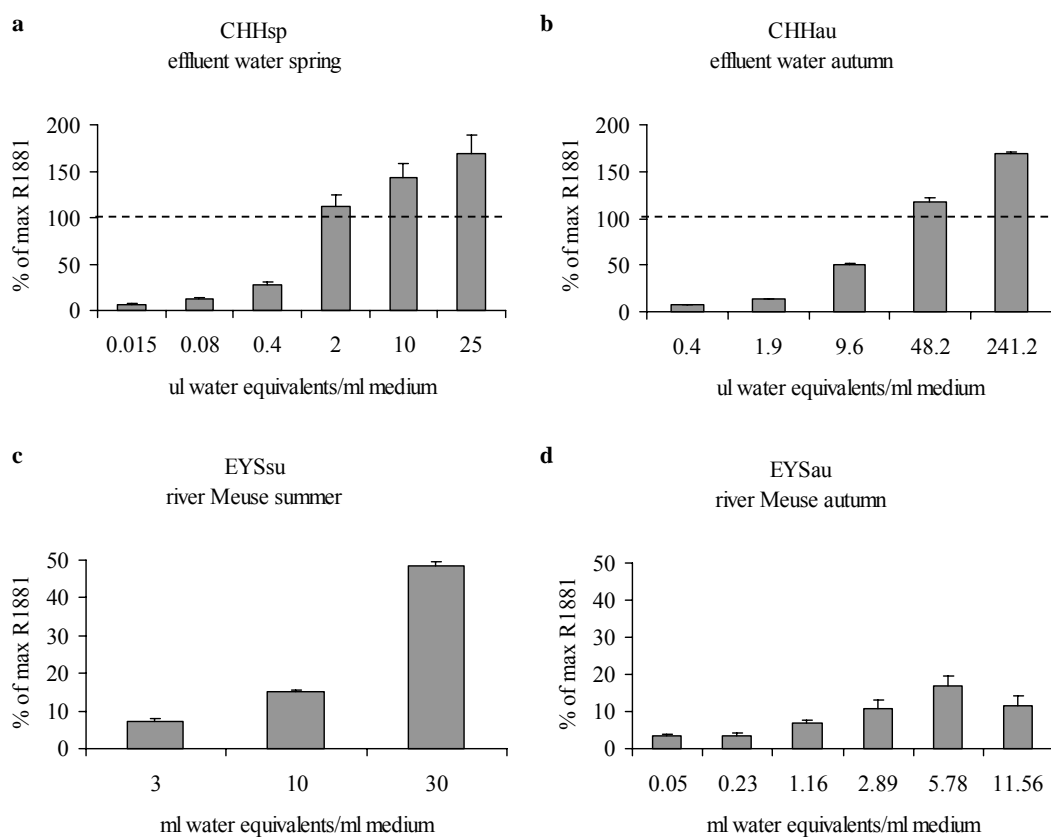 a
CHHsp
effluent water spring
% of max R1881
200
150
100
50
0
0.015 0.08 0.4 2 10 25
ul water equivalents/ml medium
b
CHHau
effluent water autumn
% of max R1881
200
150
100
50
0
0.4 1.9 9.6 48.2 241.2
ul water equivalents/ml medium
c
EYSsu
river Meuse summer
% of max R1881
50
40
30
20
10
0
3 10 30
ml water equivalents/ml medium
d
EYSau
river Meuse autumn
% of max R1881
50
40
30
20
10
0
0.05 0.23 1.16 2.89 5.78 11.56
ml water equivalents/ml medium